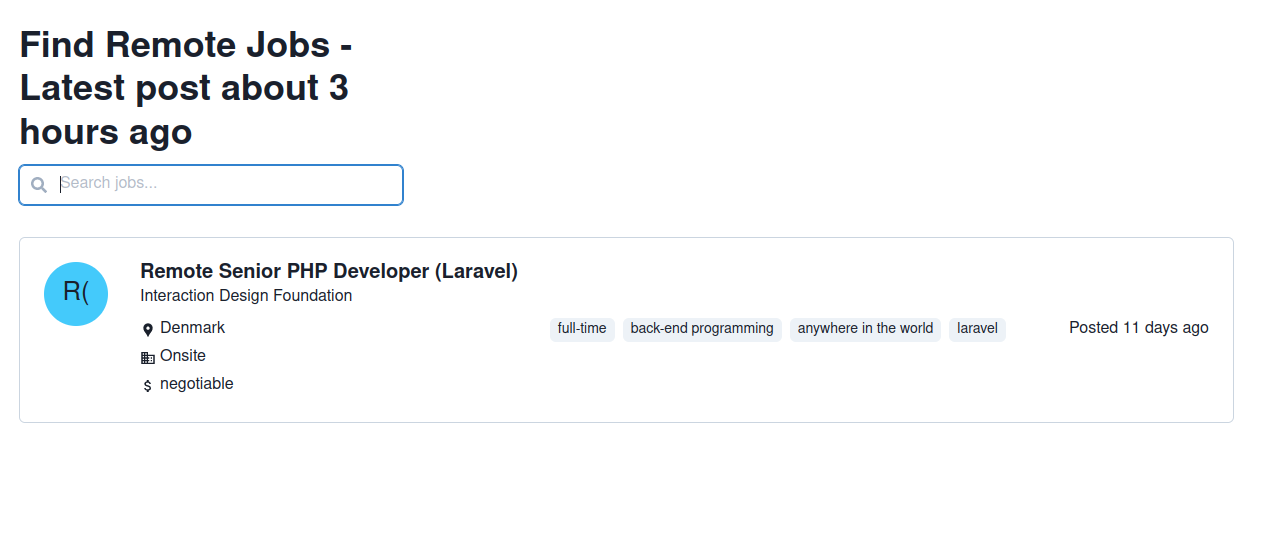 Find Remote Jobs -
Latest post about 3
hours ago
Search jobs...
R(
Remote Senior PHP Developer (Laravel)
Interaction Design Foundation
Denmark
full-time back-end programming anywhere in the world laravel
Posted 11 days ago
Onsite
$ negotiable